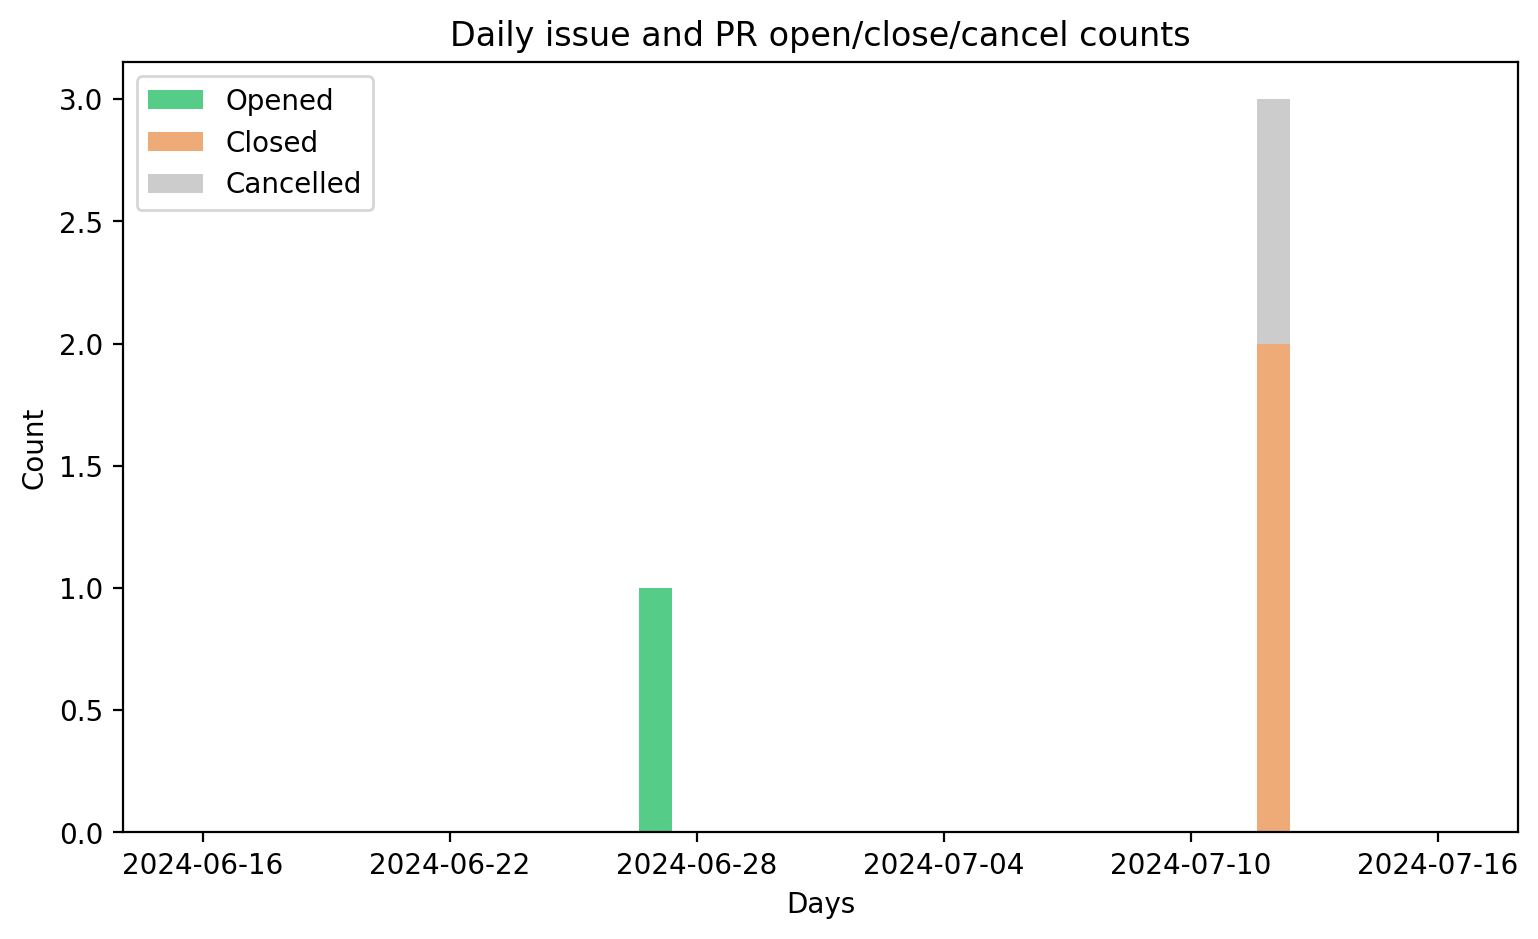 Daily issue and PR open/close/cancel counts
Opened
Closed
Cancelled
3.0
2.5
2.0
1.5
1.0
0.5
0.0
Count
2024-06-16 2024-06-22 2024-06-28 2024-07-04 2024-07-10 2024-07-16
Days